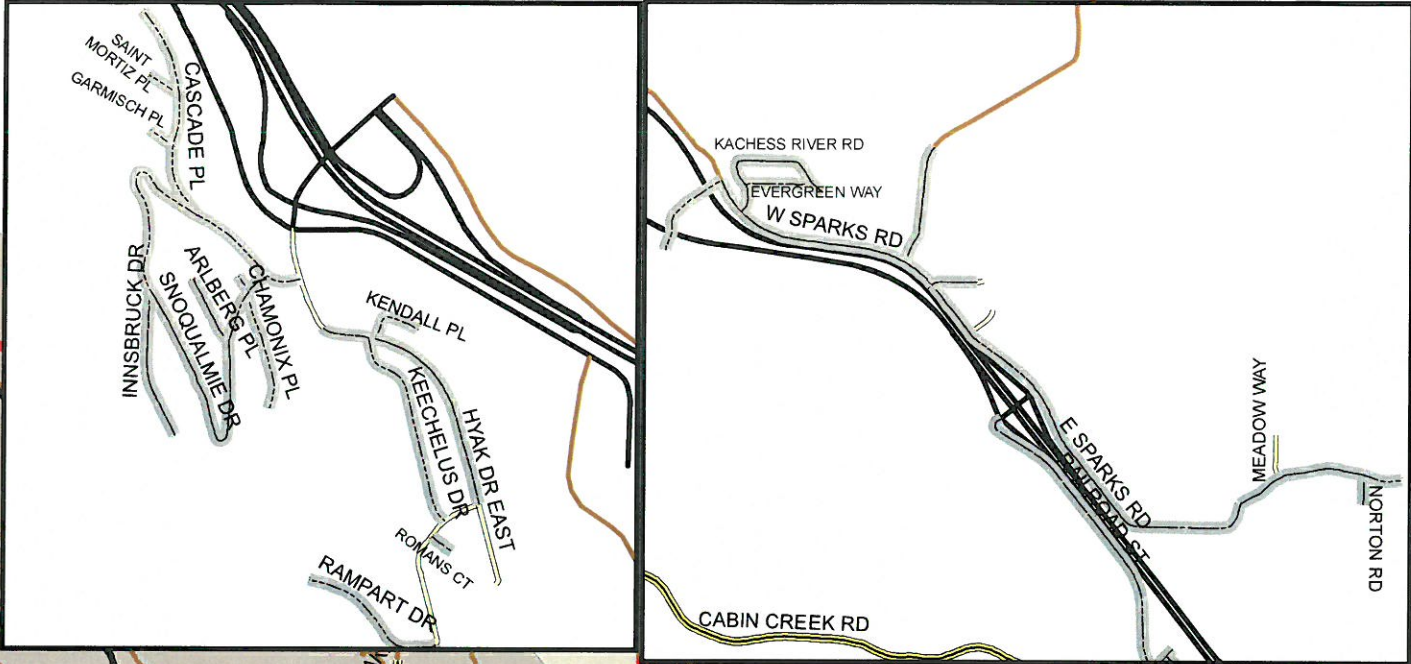 SAINT
MORTIZ PL
GARMISCH PL
CASCADE PL
INNSBRUCK DR
SNOQUALMIE DR
ARLBERG PL
CHAMONIX PL
KENDALL PL
KEECHELUS DR
HYAK DR EAST
ROMANS CT
RAMPART DR
KACHESS RIVER RD
EVERGREEN WAY
W SPARKS RD
E SPARKS RD
RAILROAD ST
MEADOW WAY
NORTON RD
CABIN CREEK RD